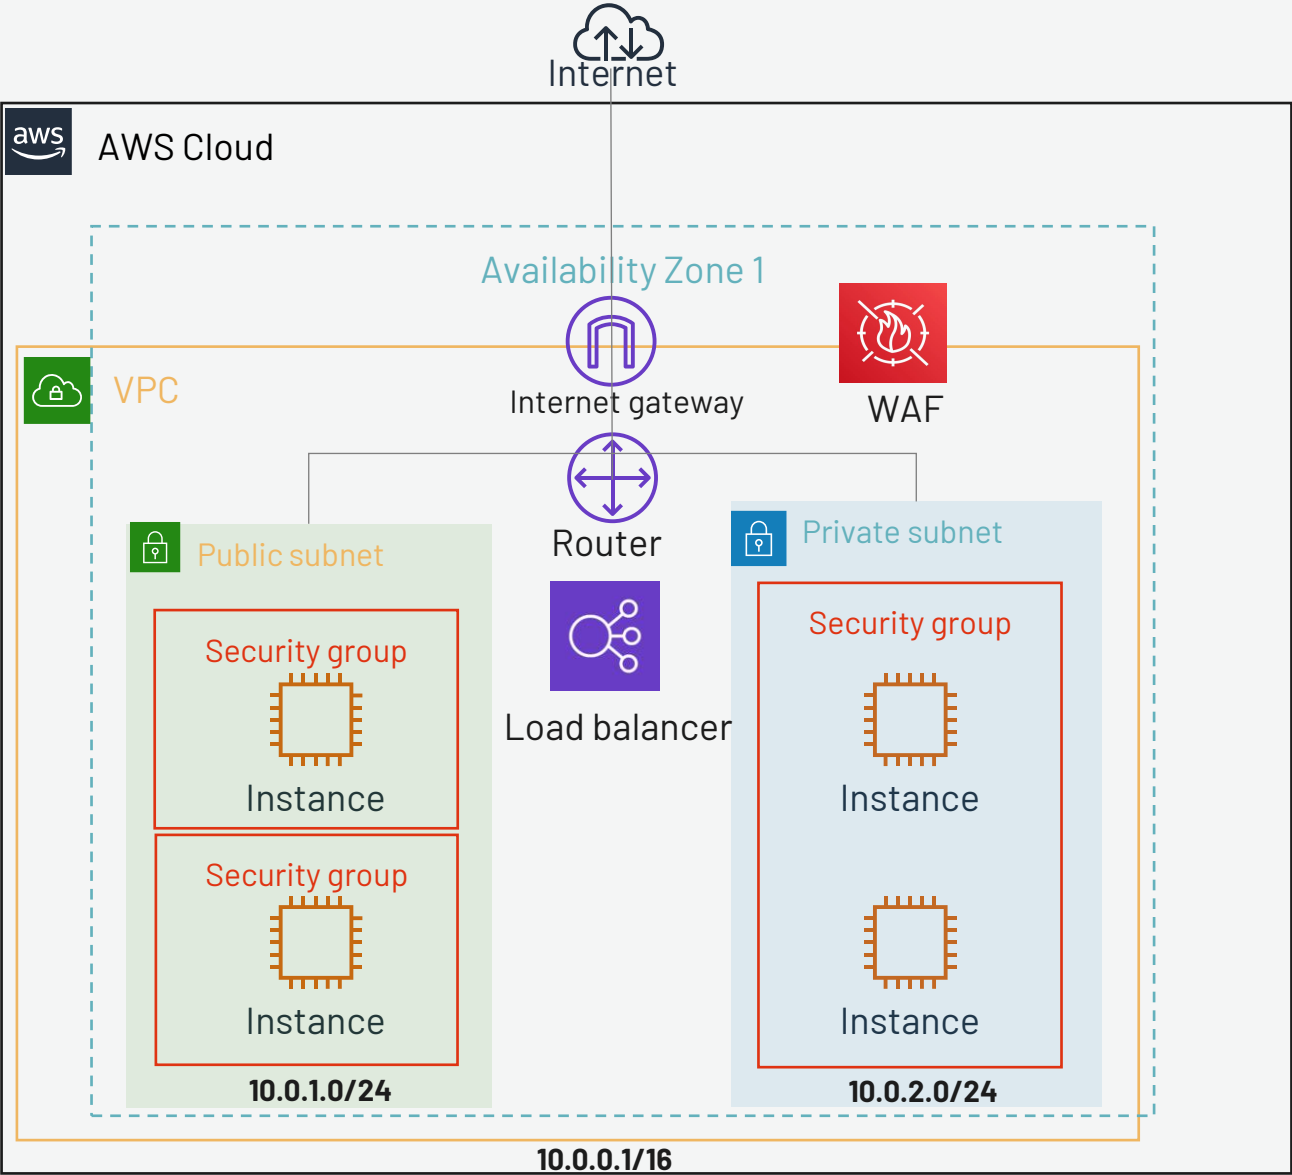 Internet
aws
AWS Cloud
Availability Zone 1
VPC
Internet gateway
WAF
Router
Public subnet
Private subnet
Security group
Instance
Security group
Instance
10.0.1.0/24
Load balancer
Security group
Instance
Instance
10.0.2.0/24
10.0.0.1/16